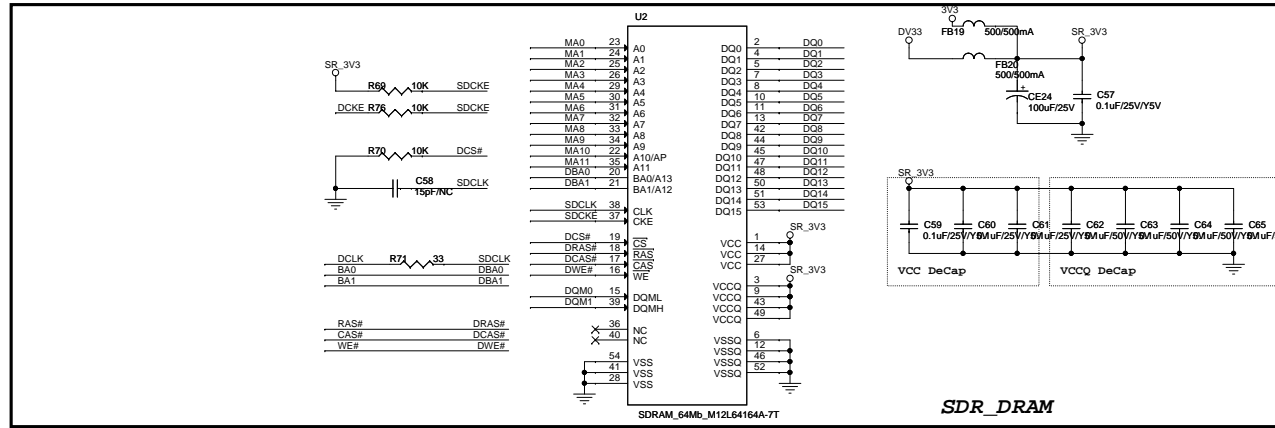 U2
MA0 23 A0
MA1 24 A1
MA2 25 A2
MA3 26 A3
MA4 29 A4
MA5 30 A5
MA6 31 A6
MA7 32 A7
MA8 33 A8
MA9 34 A9
MA10 22 A10/AP
MA11 35 A11
DBA0 20 BA0/A13
DBA1 21 BA1/A12
SDCLK 38 CLK
SDCKE 37 CKE
DCS# 19 CS
DRAS# 18 RAS
DCAS# 17 CAS
DWE# 16 WE
DQM0 15 DQML
DQM1 39 DQMH
36 NC
40 NC
54 VSS
41 VSS
28 VSS
DQ0 2 DQ0
DQ1 4 DQ1
DQ2 5 DQ2
DQ3 7 DQ3
DQ4 8 DQ4
DQ5 10 DQ5
DQ6 11 DQ6
DQ7 13 DQ7
DQ8 42 DQ8
DQ9 44 DQ9
DQ10 45 DQ10
DQ11 47 DQ11
DQ12 48 DQ12
DQ13 50 DQ13
DQ14 51 DQ14
DQ15 53 DQ15
SR_3V3
VCC 1
VCC 14
VCC 27
SR_3V3
VCCQ 3
VCCQ 9
VCCQ 43
VCCQ 49
VSSQ 6
VSSQ 12
VSSQ 46
VSSQ 52
SDRAM_64Mb_M12L64164A-7T
SR_3V3
R69 10K SDCKE
DCKE R76 10K SDCKE
R70 10K DCS#
C58 SDCLK
15pF/NC
DCLK R71 33 SDCLK
BA0 DBA0
BA1 DBA1
RAS# DRAS#
CAS# DCAS#
WE# DWE#
3V3
FB19 500/500mA
DV33
SR_3V3
FB20
500/500mA
+
CE24
100uF/25V
C57
0.1uF/25V/Y5V
SR_3V3
C59 C60 C61 C62 C63 C64 C65
0.1uF/25V/Y5
VCC DeCap
VCCQ DeCap
SDR_DRAM